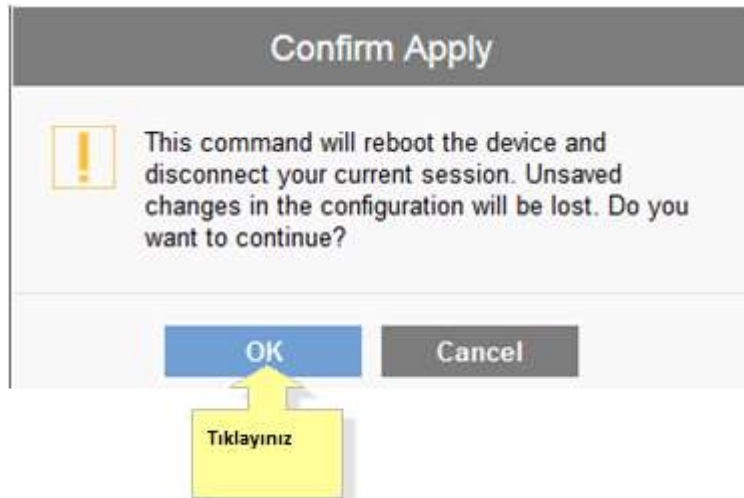 Confirm Apply
This command will reboot the device and
disconnect your current session. Unsaved
changes in the configuration will be lost. Do you
want to continue?
OK
Cancel
Tıklayınız